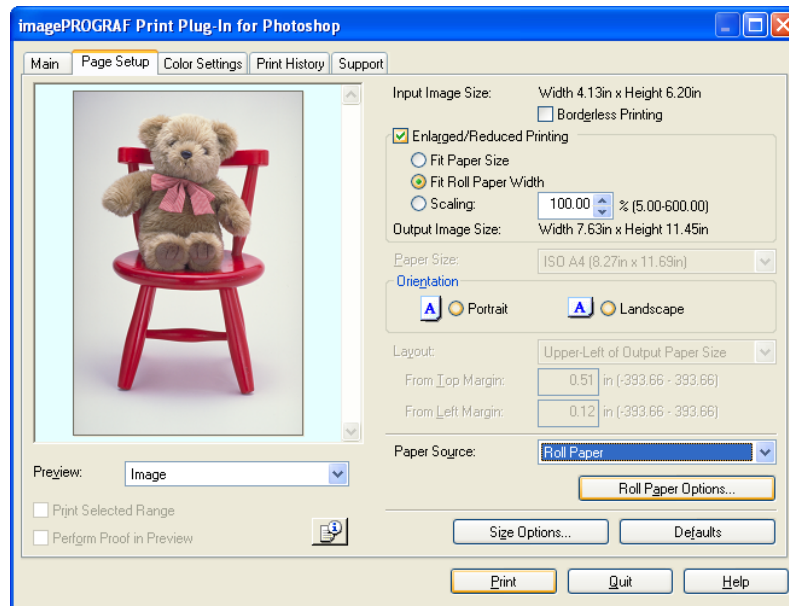 imagePROGRAF Print Plug-In for Photoshop
Main Page Setup Color Settings Print History Support
Input Image Size: Width 4.13in x Height 6.20in
Borderless Printing
Enlarged/Reduced Printing
Fit Paper Size
Fit Roll Paper Width
Scaling: 100.00 % (5.00-600.00)
Output Image Size: Width 7.63in x Height 11.45in
Paper Size: ISO A4 (8.27in x 11.69in)
Orientation
A Portrait A Landscape
Layout: Upper-Left of Output Paper Size
From Top Margin: 0.51 in (-393.66 - 393.66)
From Left Margin: 0.12 in (-393.66 - 393.66)
Paper Source: Roll Paper
Preview: Image
Roll Paper Options...
Print Selected Range
Perform Proof in Preview
Size Options... Defaults
Print Quit Help